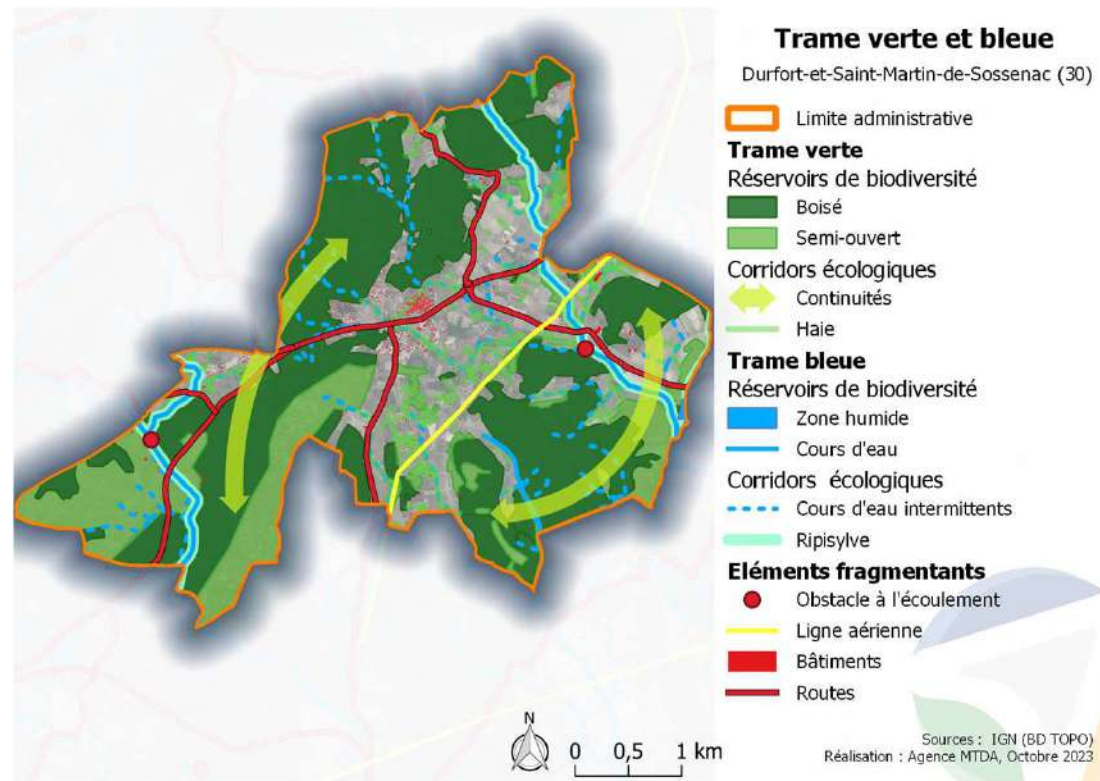 Trame verte et bleue
Durfort-et-Saint-Martin-de-Sossenac (30)
Limite administrative
Trame verte
Réservoirs de biodiversité
Boisé
Semi-ouvert
Corridors écologiques
Continuités
Haie
Trame bleue
Réservoirs de biodiversité
Zone humide
Cours d'eau
Corridors écologiques
Cours d'eau intermittents
Ripisylve
Eléments fragmentants
Obstacle à l'écoulement
Ligne aérienne
Bâtiments
Routes
N
0 0,5 1 km
Sources : IGN (BD TOPO)
Réalisation : Agence MTDA, Octobre 2023